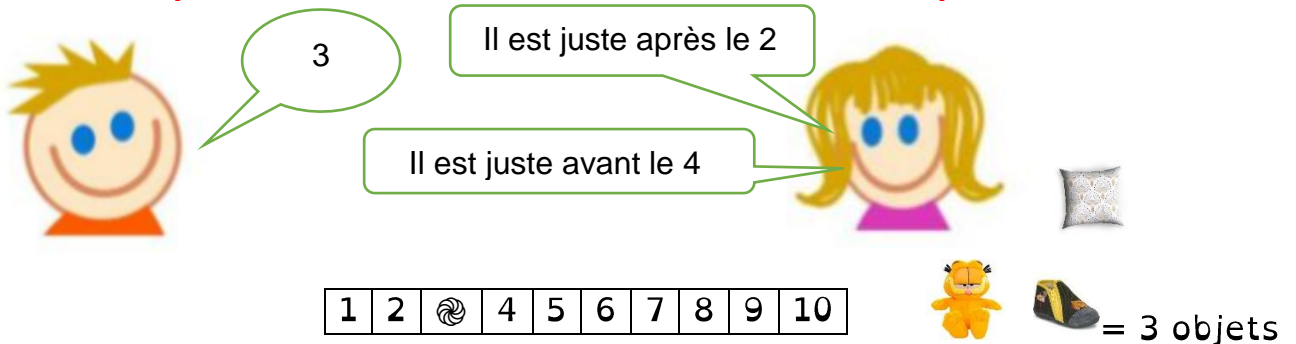 3
Il est juste après le 2
Il est juste avant le 4
1 2 4 5 6 7 8 9 10
= 3 objets